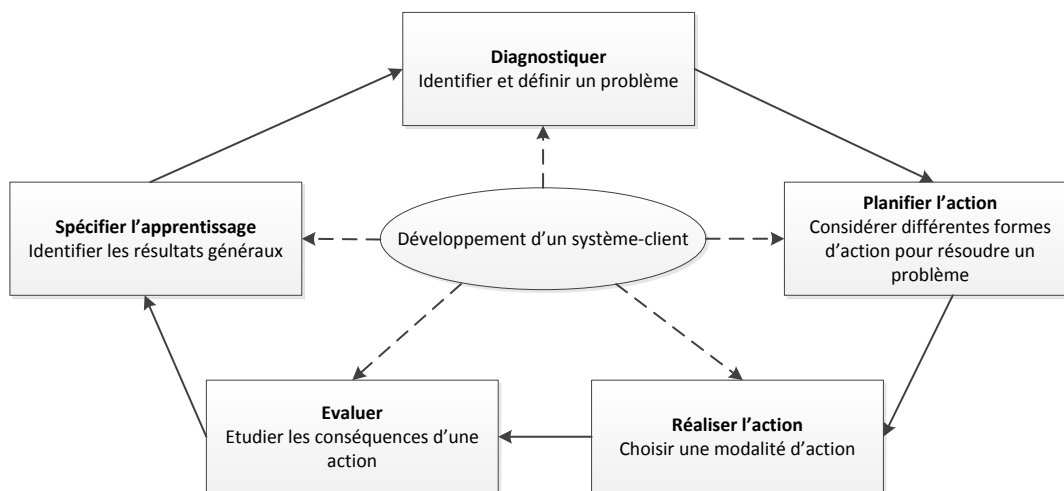 Diagnostiquer
Identifier et définir un problème
Spécifier l'apprentissage
Identifier les résultats généraux
Développement d'un système-client
Planifier l'action
Considérer différentes formes
d'action pour résoudre un
problème
Evaluer
Etudier les conséquences d'une
action
Réaliser l'action
Choisir une modalité d'action